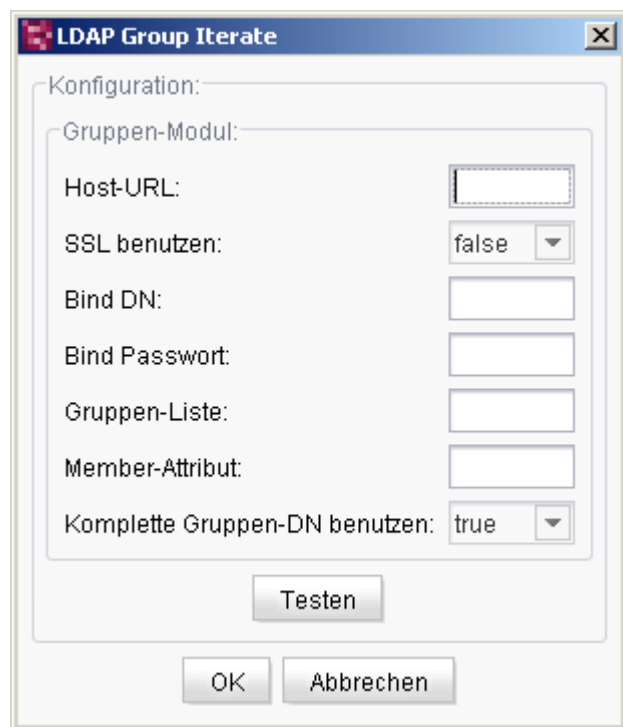 LDAP Group Iterate
Konfiguration:
Gruppen-Modul:
Host-URL:
SSL benutzen: false
Bind DN:
Bind Passwort:
Gruppen-Liste:
Member-Attribut:
Komplette Gruppen-DN benutzen: true
Testen
OK Abbrechen